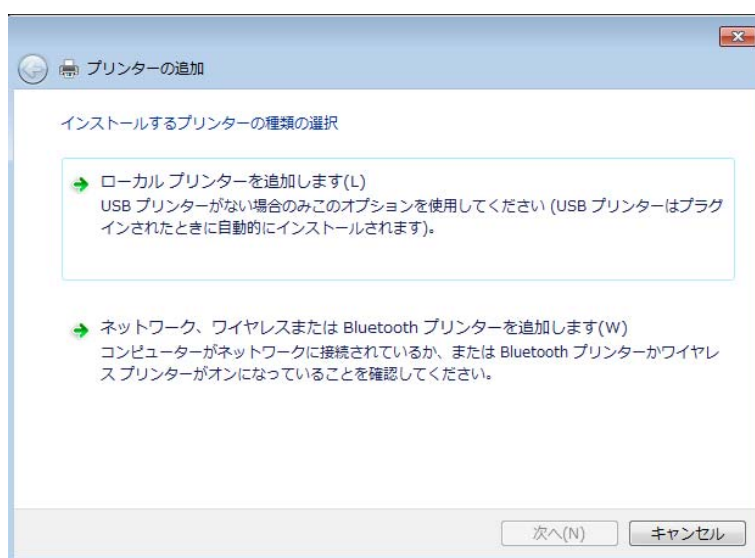 プリンターの追加
インストールするプリンターの種類の選択
ローカル プリンターを追加します(L)
USB プリンターがない場合のみこのオプションを使用してください (USB プリンターはプラグ
インされたときに自動的にインストールされます)。
ネットワーク、ワイヤレスまたは Bluetooth プリンターを追加します(W)
コンピューターがネットワークに接続されているか、または Bluetooth プリンターかワイヤレ
ス プリンターがオンになっていることを確認してください。
次へ(N) キャンセル